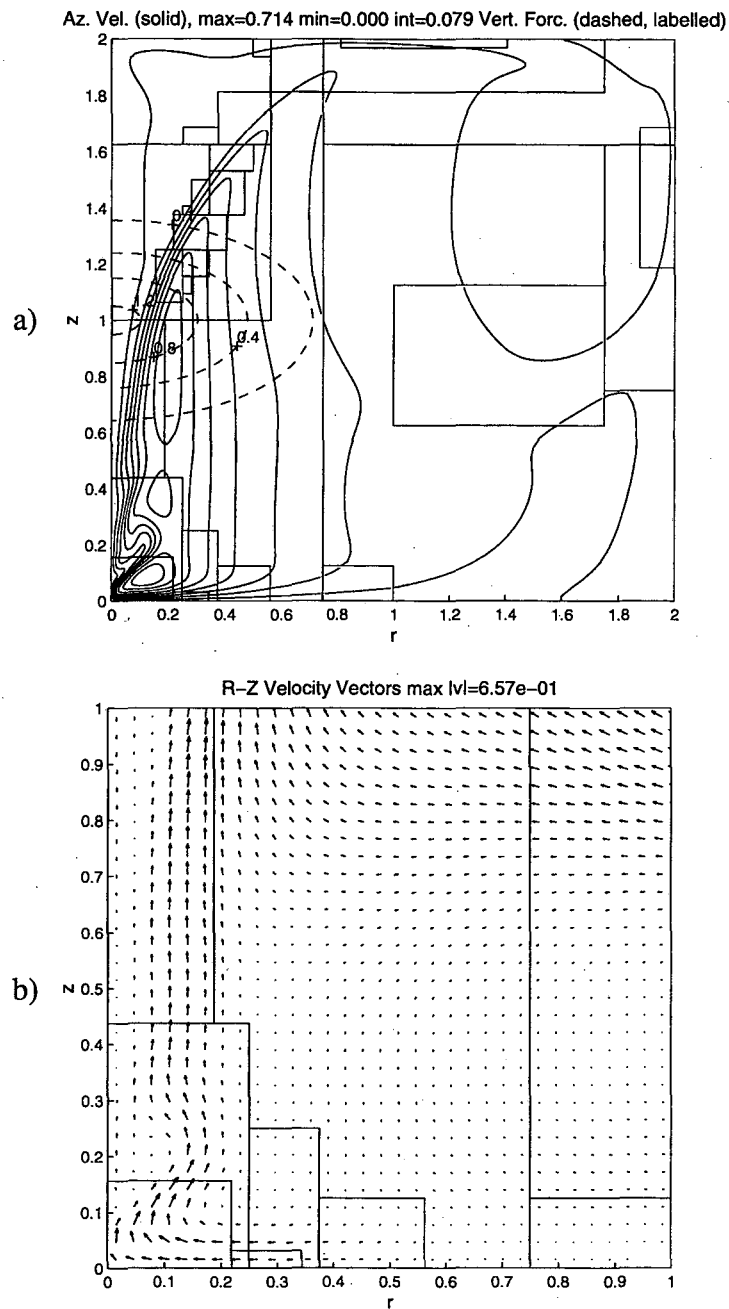 Az. Vel. (solid), max=0.714 min=0.000 int=0.079 Vert. Forc. (dashed, labelled)
a)
z
2
1.8
1.6
1.4
1.2
1
0.8
0.6
0.4
0.2
0
0.8
0.4
0 0.2 0.4 0.6 0.8 1 1.2 1.4 1.6 1.8 2
r
R-Z Velocity Vectors max |v|=6.57e-01
b)
z
1
0.9
0.8
0.7
0.6
0.5
0.4
0.3
0.2
0.1
0
0 0.1 0.2 0.3 0.4 0.5 0.6 0.7 0.8 0.9 1
r